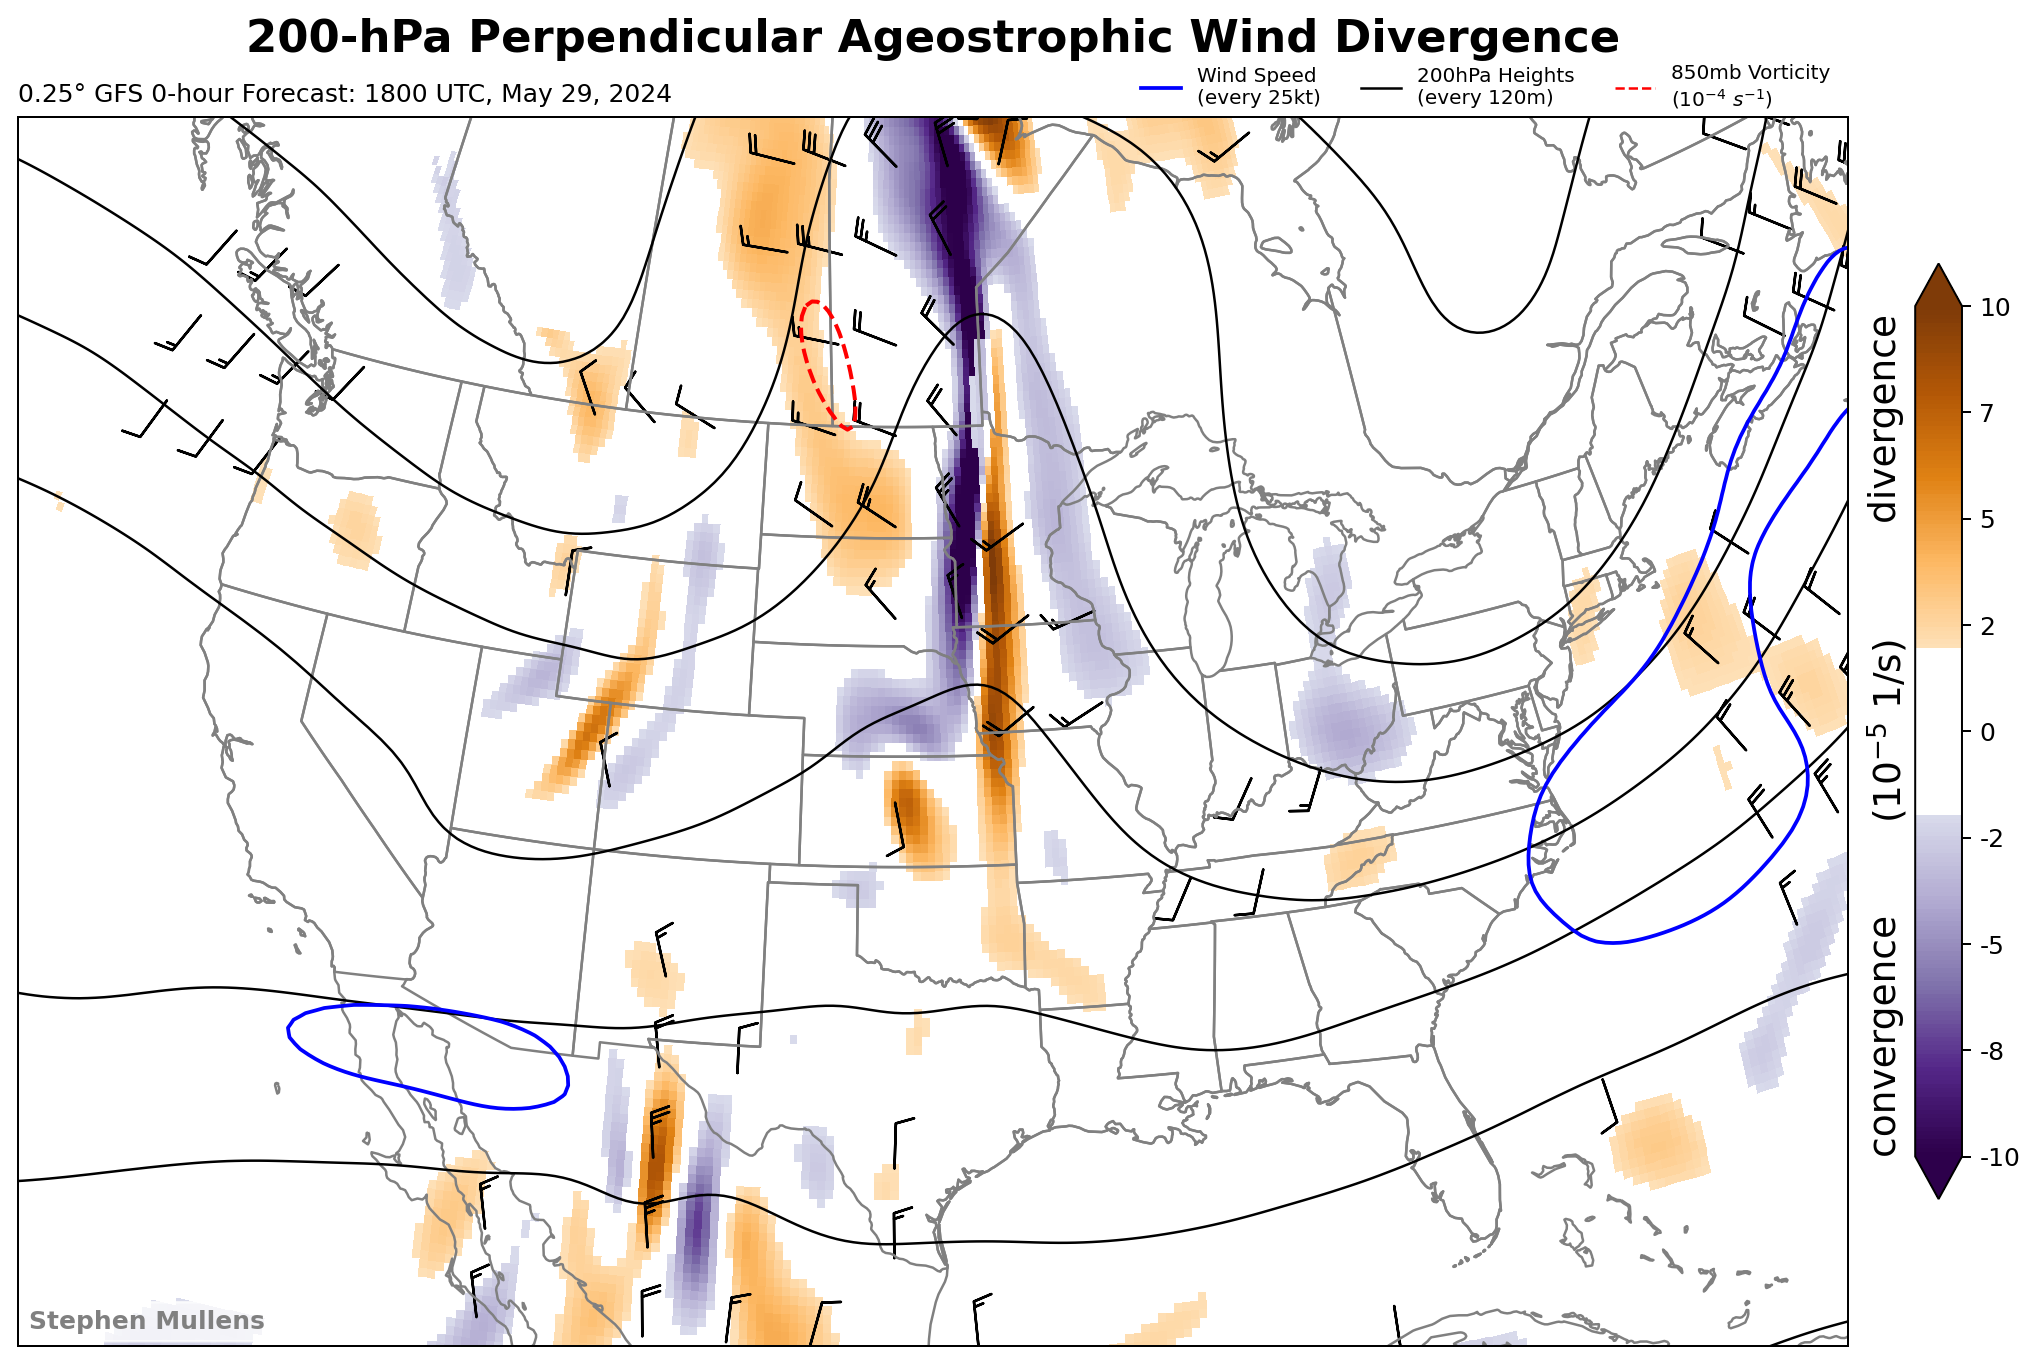 200-hPa Perpendicular Ageostrophic Wind Divergence
0.25° GFS 0-hour Forecast: 1800 UTC, May 29, 2024
Wind Speed
(every 25kt)
200hPa Heights
(every 120m)
850mb Vorticity
(10⁻⁴ s⁻¹)
10
7
5
2
0
-2
-5
-8
-10
convergence (10⁻⁵ 1/s) divergence
Stephen Mullens